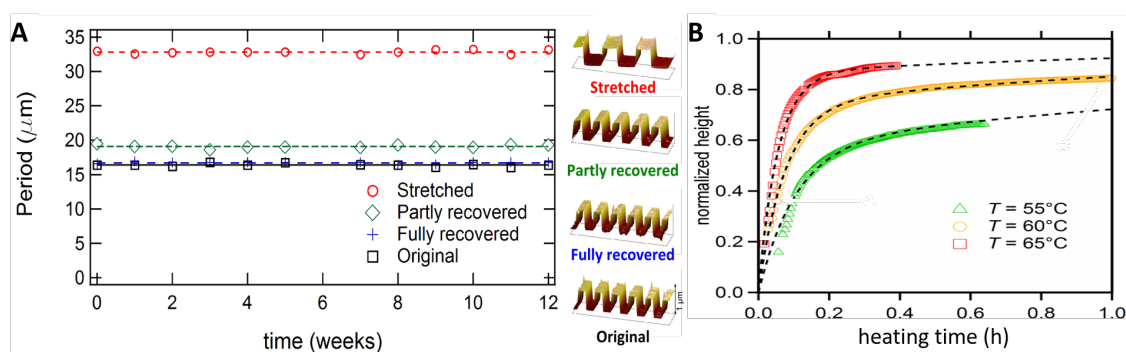 A
35
30
25
20
15
10
5
0
Period (μm)
Stretched
Partly recovered
Fully recovered
Original
0
2
4
6
8
10
12
time (weeks)
Stretched
Partly recovered
Fully recovered
1 μm
Original
B
1.0
0.8
0.6
0.4
0.2
0.0
normalized height
T = 55°C
T = 60°C
T = 65°C
0.0
0.2
0.4
0.6
0.8
1.0
heating time (h)